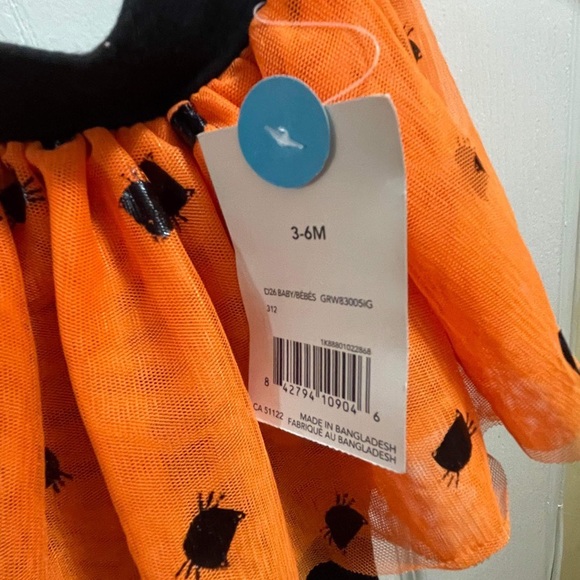 3-6M
D26 BABY/BÉBÉS GRW83005IG
312
1K88801022868
8 42794 10904 6
CA 51122
MADE IN BANGLADESH
FABRIQUÉ AU BANGLADESH